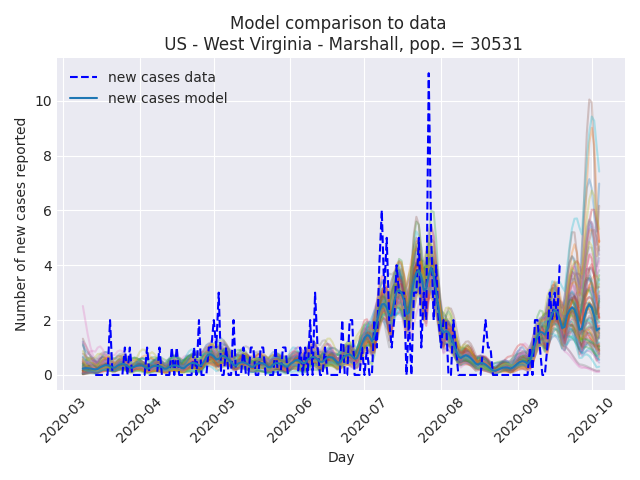 Model comparison to data
US - West Virginia - Marshall, pop. = 30531
new cases data
new cases model
Number of new cases reported
10
8
6
4
2
0
2020-03
2020-04
2020-05
2020-06
2020-07
2020-08
2020-09
2020-10
Day